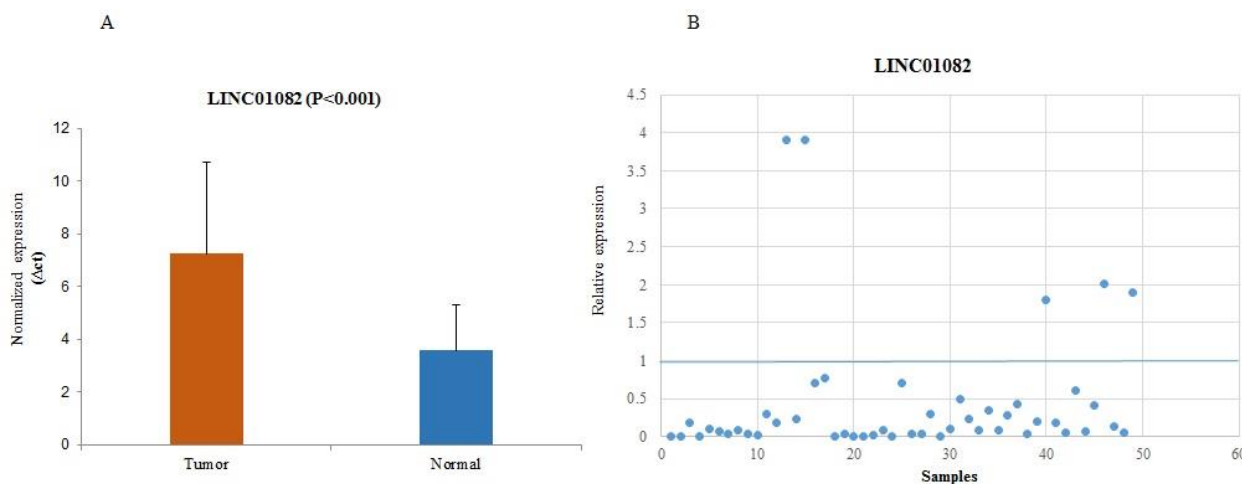 A
LINC01082 (P<0.001)
Normalized expression
(Δct)
12
10
8
6
4
2
0
Tumor
Normal
B
LINC01082
Relative expression
4.5
4
3.5
3
2.5
2
1.5
1
0.5
0
0
10
20
30
40
50
60
Samples